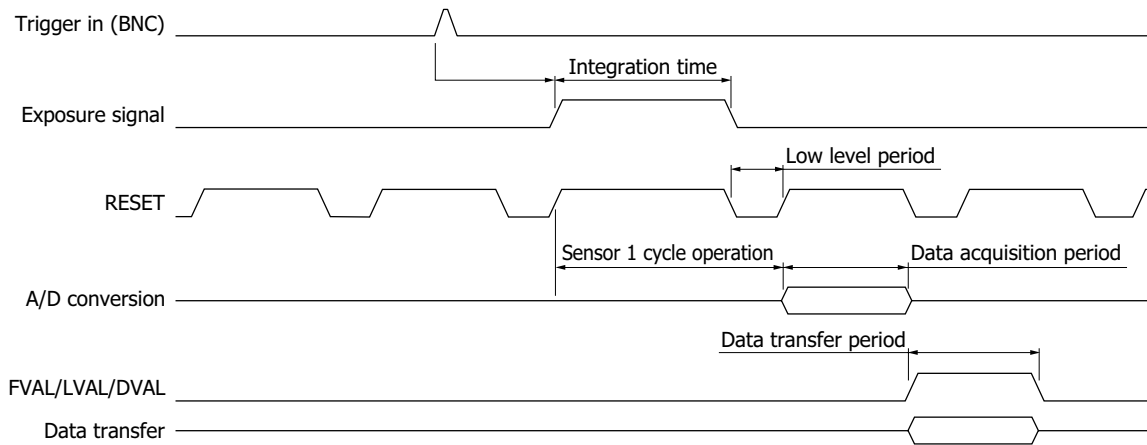 Trigger in (BNC)
Integration time
Exposure signal
Low level period
RESET
Sensor 1 cycle operation
Data acquisition period
A/D conversion
Data transfer period
FVAL/LVAL/DVAL
Data transfer